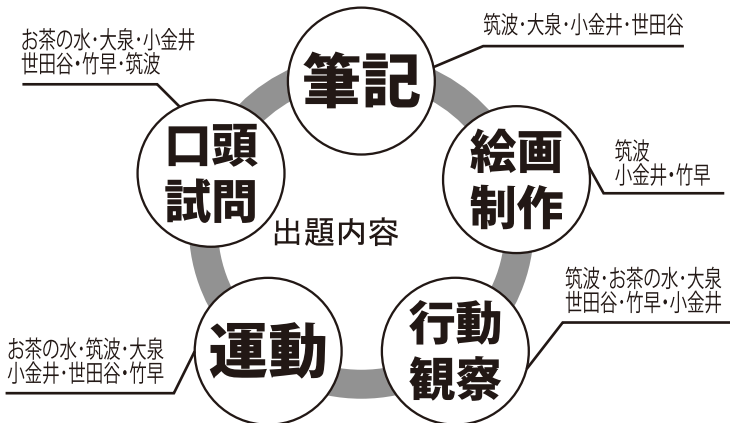 お茶の水・大泉・小金井
世田谷・竹早・筑波
筑波・大泉・小金井・世田谷
筆記
口頭
試問
絵画
制作
筑波
小金井・竹早
出題内容
筑波・お茶の水・大泉
世田谷・竹早・小金井
行動
観察
運動
お茶の水・筑波・大泉
小金井・世田谷・竹早